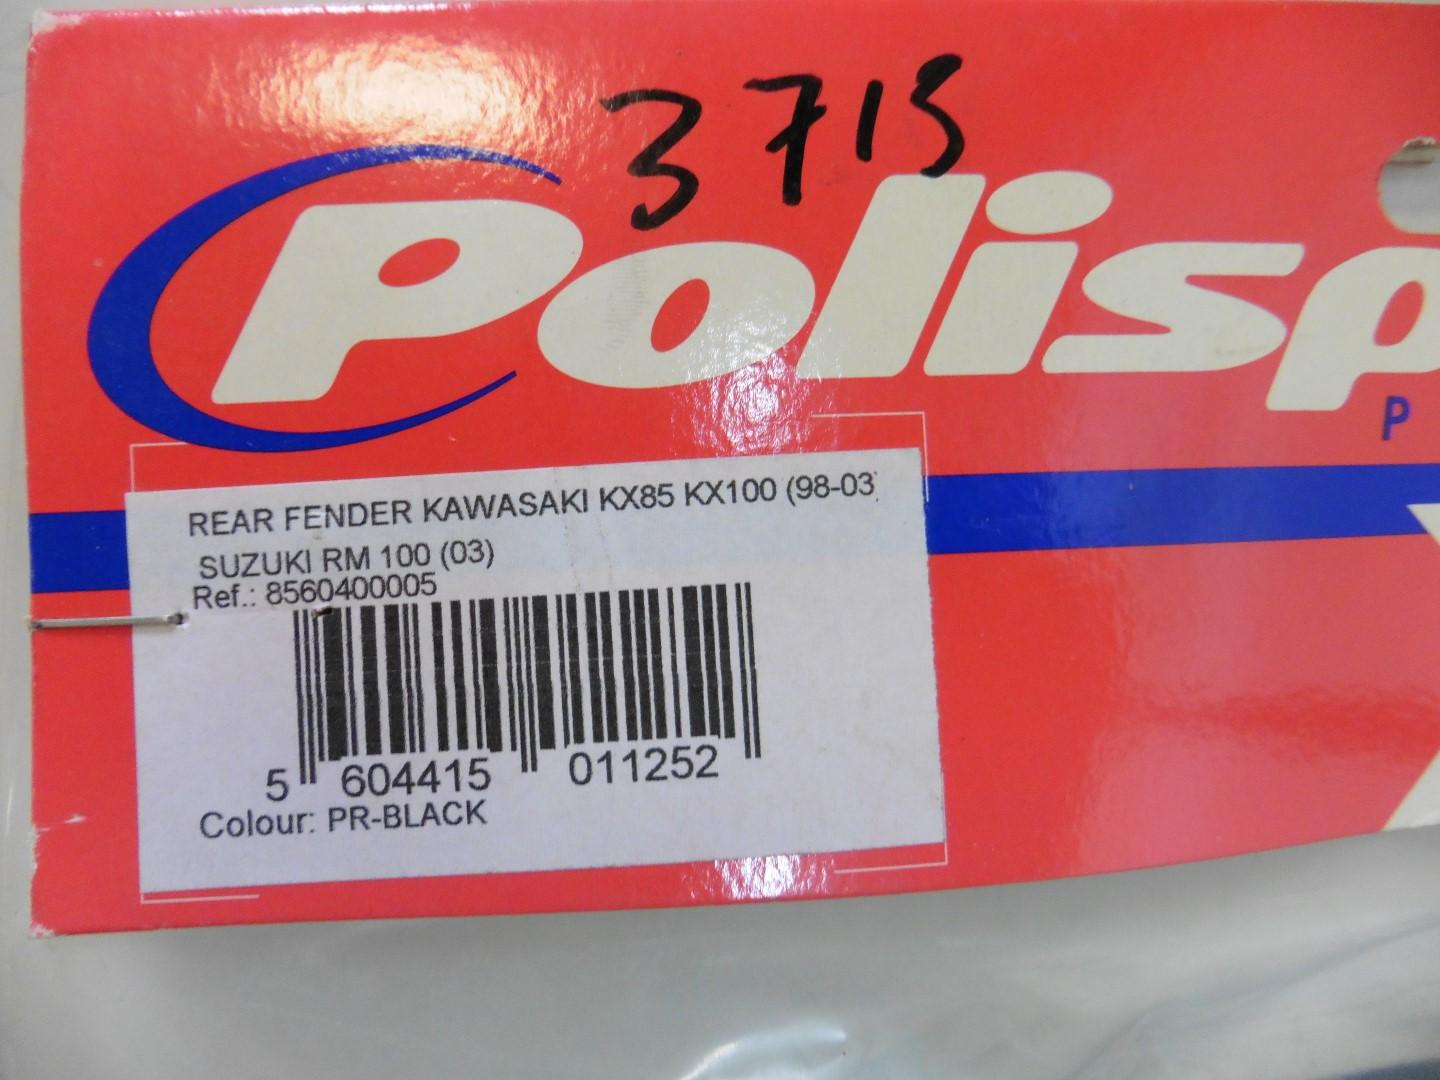 3715
Polisp
P
REAR FENDER KAWASAKI KX85 KX100 (98-03)
SUZUKI RM 100 (03)
Ref.: 8560400005
5 604415 011252
Colour: PR-BLACK